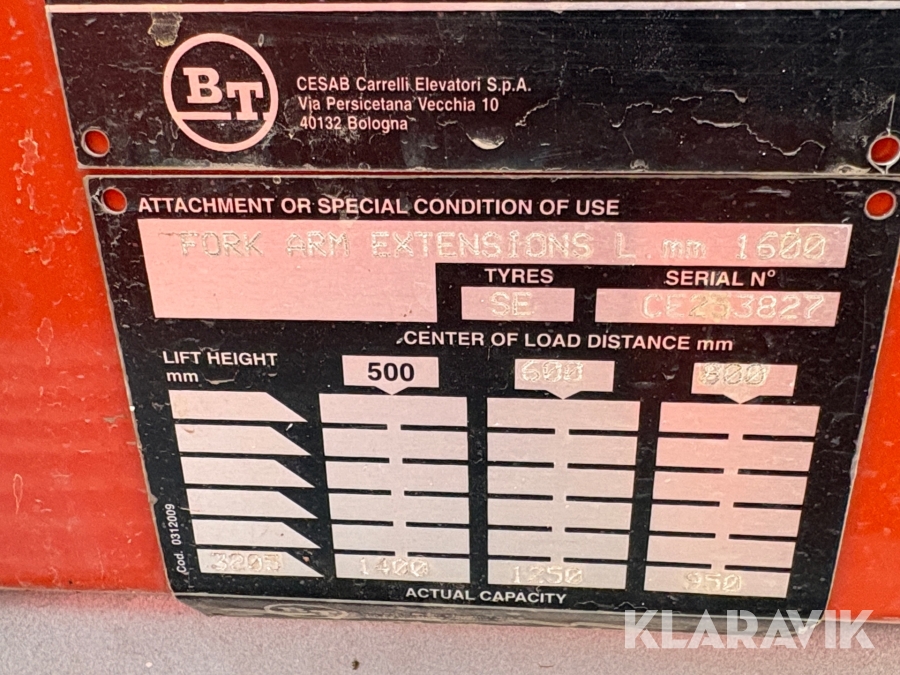 BT
CESAB Carrelli Elevatori S.p.A.
Via Persicetana Vecchia 10
40132 Bologna
ATTACHMENT OR SPECIAL CONDITION OF USE
FORK ARM EXTENSIONS L.mm 1600
TYRES SERIAL N°
SE CE253827
CENTER OF LOAD DISTANCE mm
LIFT HEIGHT
mm
500 600 800
3205 1400 1250 950
ACTUAL CAPACITY
Cod. 0312009
KLARAVIK